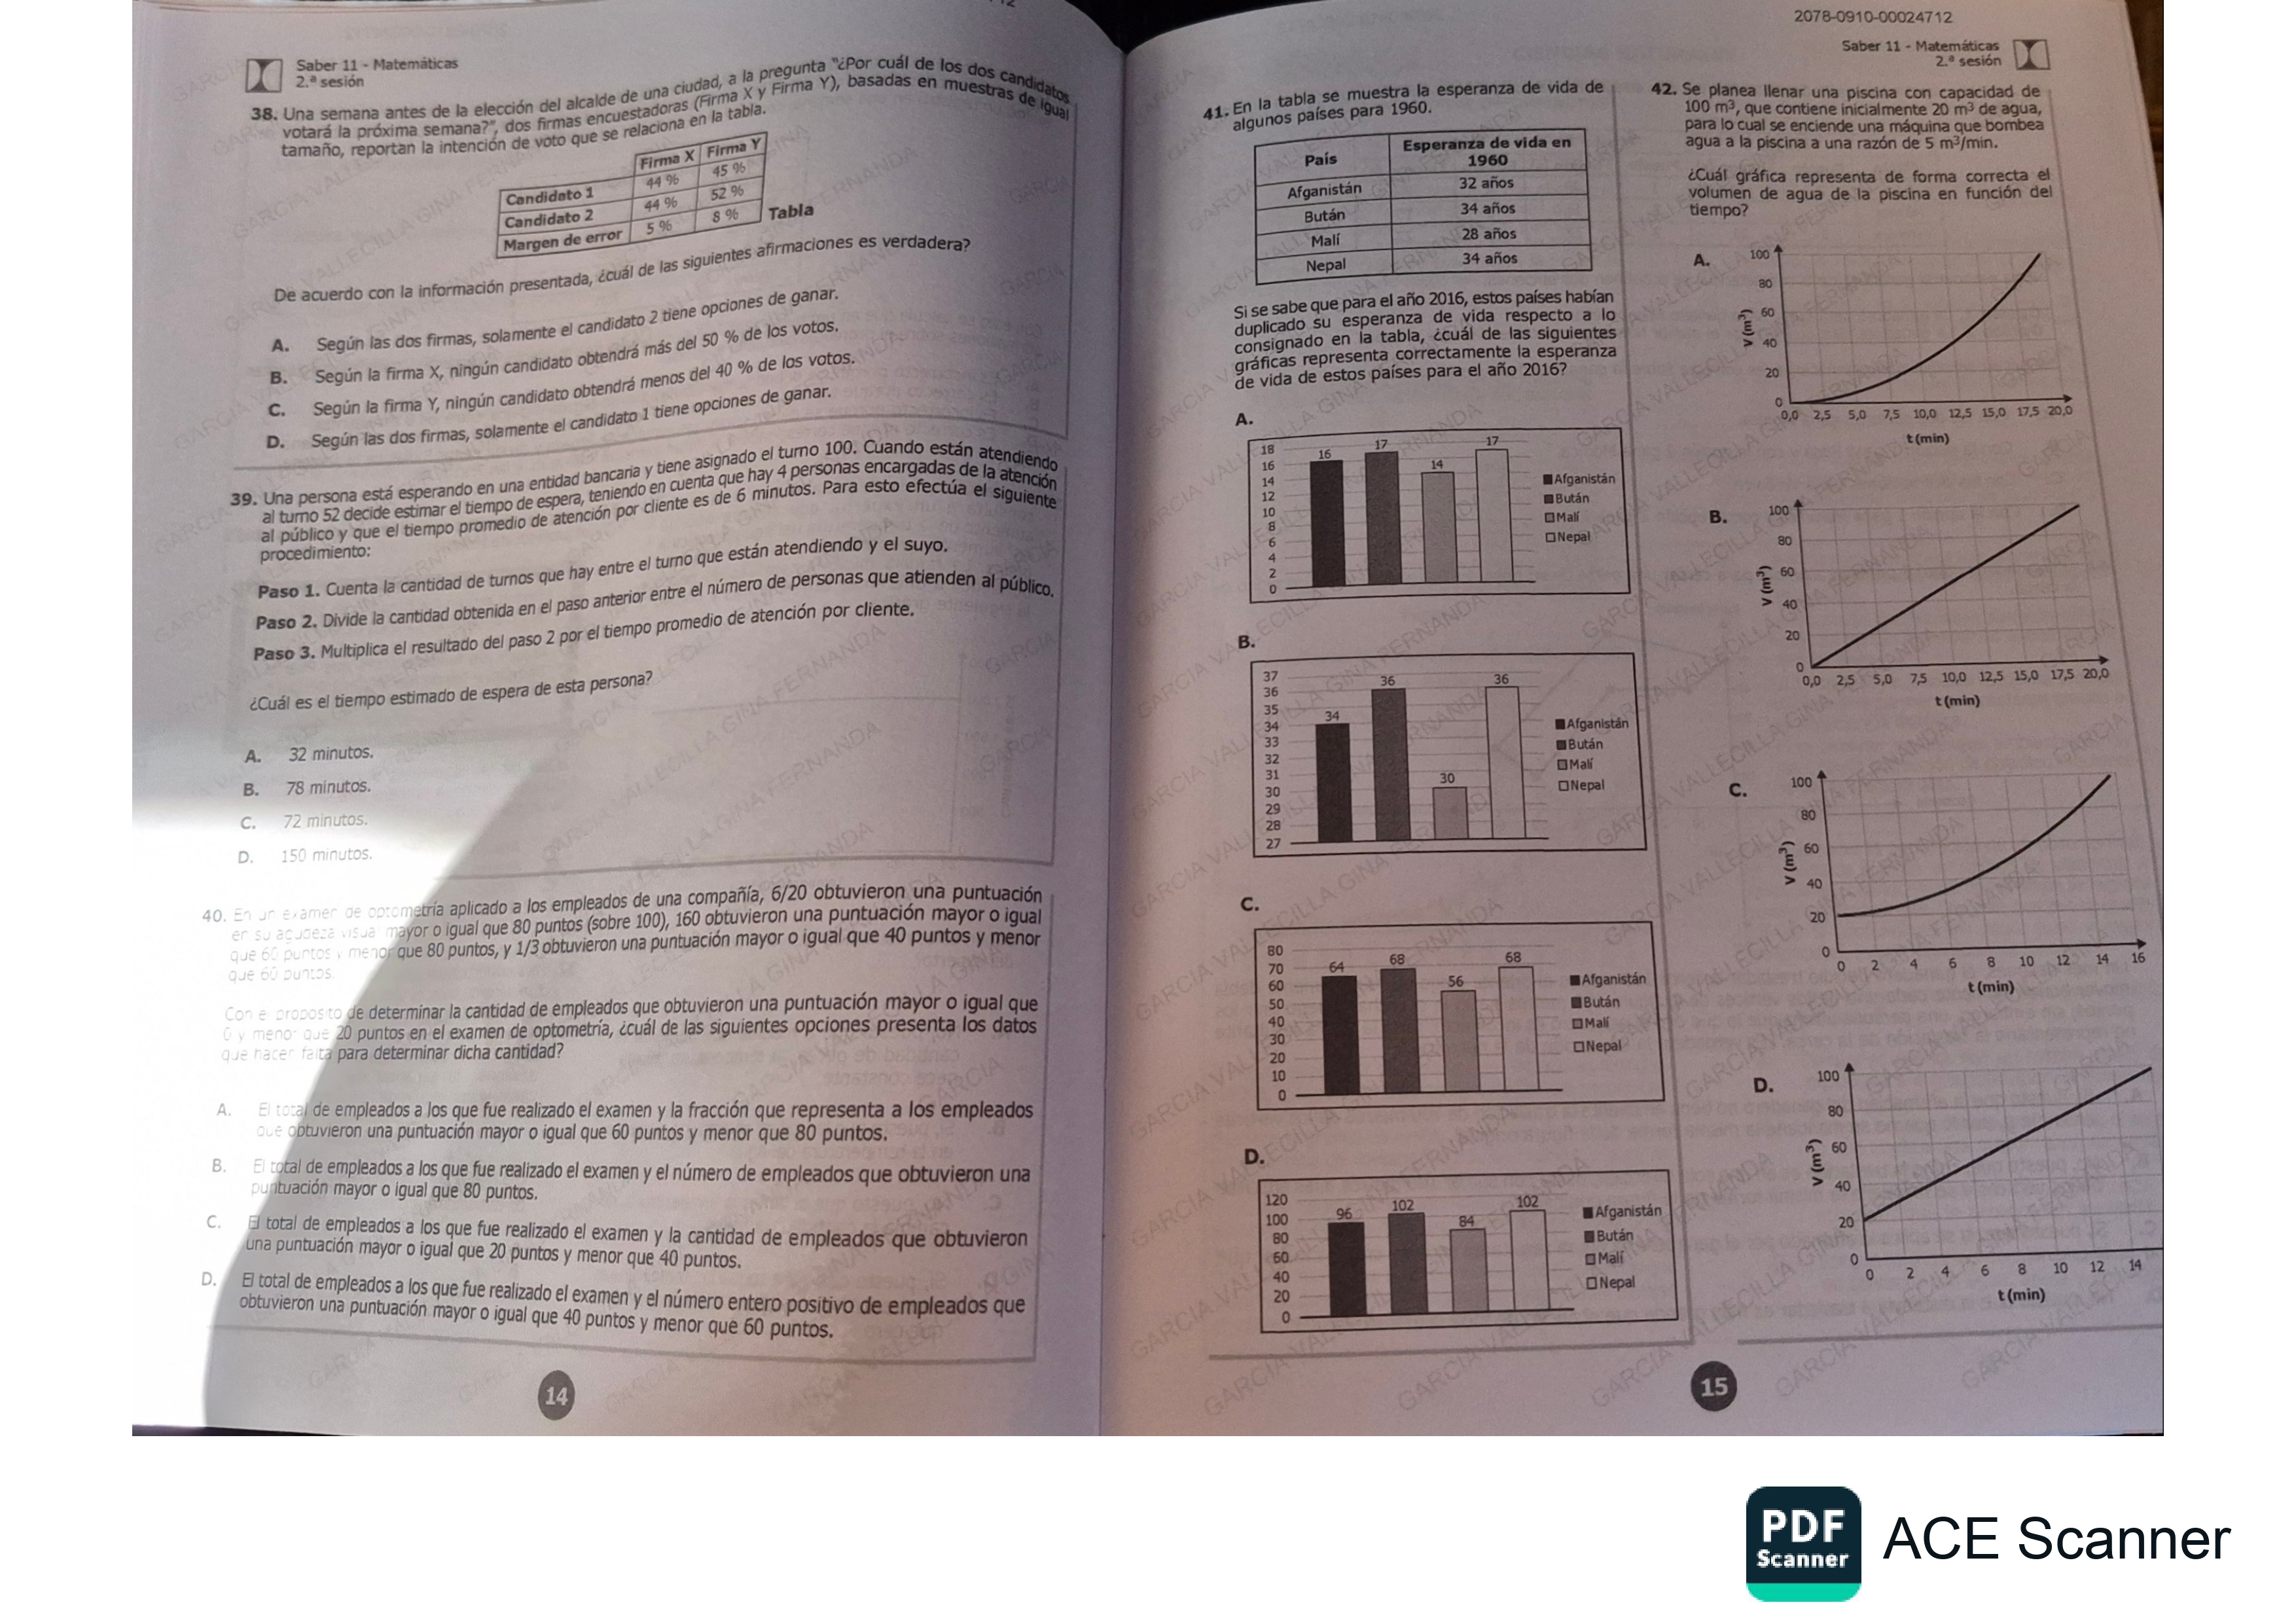 Saber 11 - Matemáticas
2.ª sesión
38. Una semana antes de la elección del alcalde de una ciudad, a la pregunta "¿Por cuál de los dos candidatos
votará la próxima semana?", dos firmas encuestadoras (Firma X y Firma Y), basadas en muestras de igual
tamaño, reportan la intención de voto que se relaciona en la tabla.
Firma X Firma Y
Candidato 1 44 % 45 %
Candidato 2 44 % 52 %
Margen de error 5 % 8 %
Tabla
De acuerdo con la información presentada, ¿cuál de las siguientes afirmaciones es verdadera?
A. Según las dos firmas, solamente el candidato 2 tiene opciones de ganar.
B. Según la firma X, ningún candidato obtendrá más del 50 % de los votos.
C. Según la firma Y, ningún candidato obtendrá menos del 40 % de los votos.
D. Según las dos firmas, solamente el candidato 1 tiene opciones de ganar.
39. Una persona está esperando en una entidad bancaria y tiene asignado el turno 100. Cuando están atendiendo
al turno 52 decide estimar el tiempo de espera, teniendo en cuenta que hay 4 personas encargadas de la atención
al público y que el tiempo promedio de atención por cliente es de 6 minutos. Para esto efectúa el siguiente
procedimiento:
Paso 1. Cuenta la cantidad de turnos que hay entre el turno que están atendiendo y el suyo.
Paso 2. Divide la cantidad obtenida en el paso anterior entre el número de personas que atienden al público.
Paso 3. Multiplica el resultado del paso 2 por el tiempo promedio de atención por cliente.
¿Cuál es el tiempo estimado de espera de esta persona?
A. 32 minutos.
B. 78 minutos.
C. 72 minutos.
D. 150 minutos.
40. En un examen de optometría aplicado a los empleados de una compañía, 6/20 obtuvieron una puntuación
en su agudeza visual mayor o igual que 80 puntos (sobre 100), 160 obtuvieron una puntuación mayor o igual
que 60 puntos y menor que 80 puntos, y 1/3 obtuvieron una puntuación mayor o igual que 40 puntos y menor
que 60 puntos.
Con el propósito de determinar la cantidad de empleados que obtuvieron una puntuación mayor o igual que
0 y menor que 20 puntos en el examen de optometría, ¿cuál de las siguientes opciones presenta los datos
que hacen falta para determinar dicha cantidad?
A. El total de empleados a los que fue realizado el examen y la fracción que representa a los empleados
que obtuvieron una puntuación mayor o igual que 60 puntos y menor que 80 puntos.
B. El total de empleados a los que fue realizado el examen y el número de empleados que obtuvieron una
puntuación mayor o igual que 80 puntos.
C. El total de empleados a los que fue realizado el examen y la cantidad de empleados que obtuvieron
una puntuación mayor o igual que 20 puntos y menor que 40 puntos.
D. El total de empleados a los que fue realizado el examen y el número entero positivo de empleados que
obtuvieron una puntuación mayor o igual que 40 puntos y menor que 60 puntos.
14
2078-0910-00024712
Saber 11 - Matemáticas
2.ª sesión
41. En la tabla se muestra la esperanza de vida de
algunos países para 1960.
País Esperanza de vida en
1960
Afganistán 32 años
Bután 34 años
Malí 28 años
Nepal 34 años
Si se sabe que para el año 2016, estos países habían
duplicado su esperanza de vida respecto a lo
consignado en la tabla, ¿cuál de las siguientes
gráficas representa correctamente la esperanza
de vida de estos países para el año 2016?
A.
18
16
14
12
10
8
6
4
2
0
16 17 14 17
Afganistán
Bután
Malí
Nepal
B.
37
36
35
34
33
32
31
30
29
28
27
34 36 30 36
Afganistán
Bután
Malí
Nepal
C.
80
70
60
50
40
30
20
10
0
64 68 56 68
Afganistán
Bután
Malí
Nepal
D.
120
100
80
60
40
20
0
96 102 84 102
Afganistán
Bután
Malí
Nepal
42. Se planea llenar una piscina con capacidad de
100 m³, que contiene inicialmente 20 m³ de agua,
para lo cual se enciende una máquina que bombea
agua a la piscina a una razón de 5 m³/min.
¿Cuál gráfica representa de forma correcta el
volumen de agua de la piscina en función del
tiempo?
A.
V (m³)
100
80
60
40
20
0
0,0 2,5 5,0 7,5 10,0 12,5 15,0 17,5 20,0
t (min)
B.
V (m³)
100
80
60
40
20
0
0,0 2,5 5,0 7,5 10,0 12,5 15,0 17,5 20,0
t (min)
C.
V (m³)
100
80
60
40
20
0
0 2 4 6 8 10 12 14 16
t (min)
D.
V (m³)
100
80
60
40
20
0
0 2 4 6 8 10 12 14
t (min)
15
PDF
Scanner
ACE Scanner